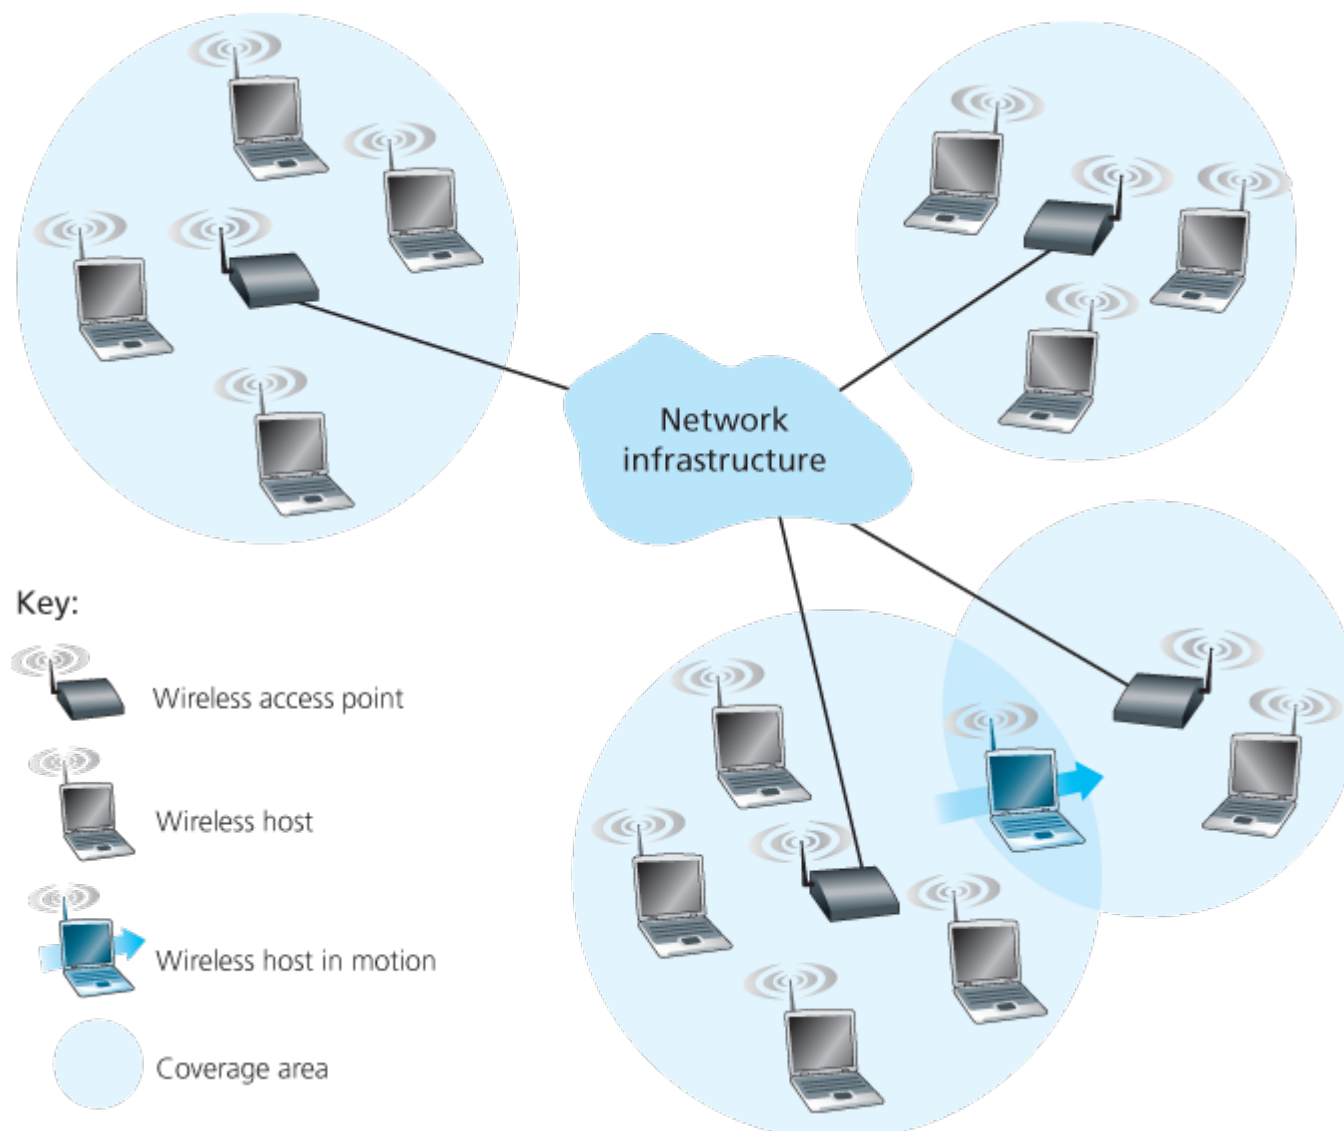 Network
infrastructure
Key:
Wireless access point
Wireless host
Wireless host in motion
Coverage area